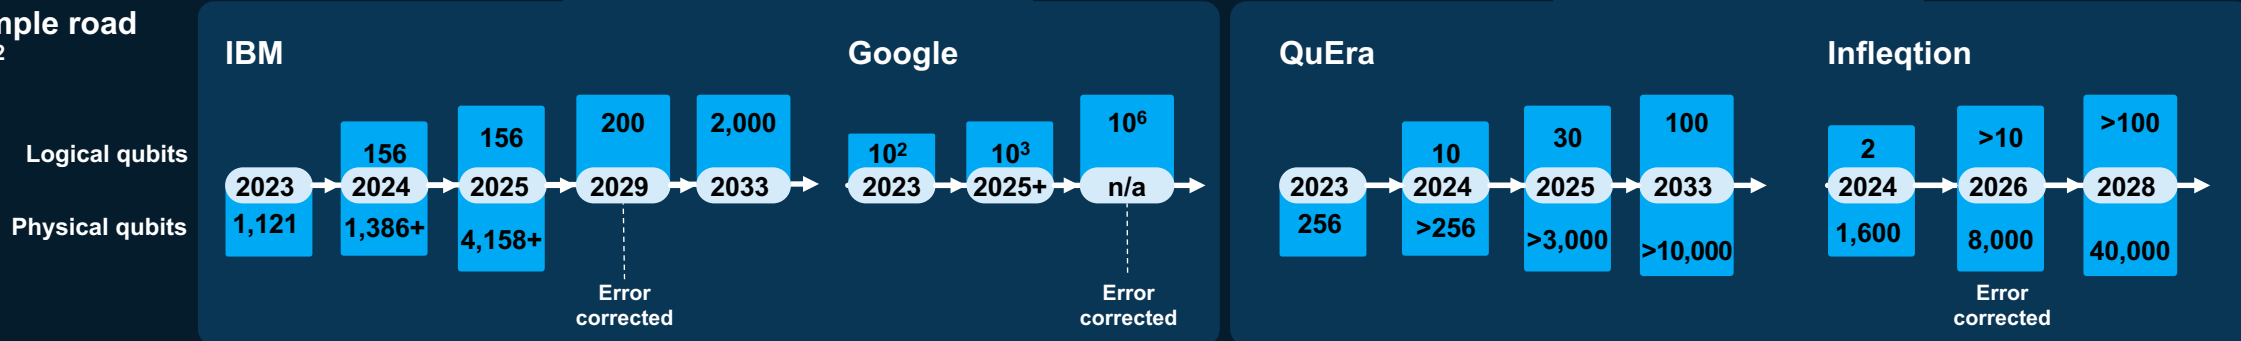 road
2
IBM
Google
QuEra
Infleqtion
Logical qubits
Physical qubits
156
156
200
2,000
2023
2024
2025
2029
2033
1,121
1,386+
4,158+
Error
corrected
10²
10³
10⁶
2023
2025+
n/a
Error
corrected
10
30
100
2023
2024
2025
2033
256
>256
>3,000
>10,000
2
>10
>100
2024
2026
2028
1,600
8,000
40,000
Error
corrected